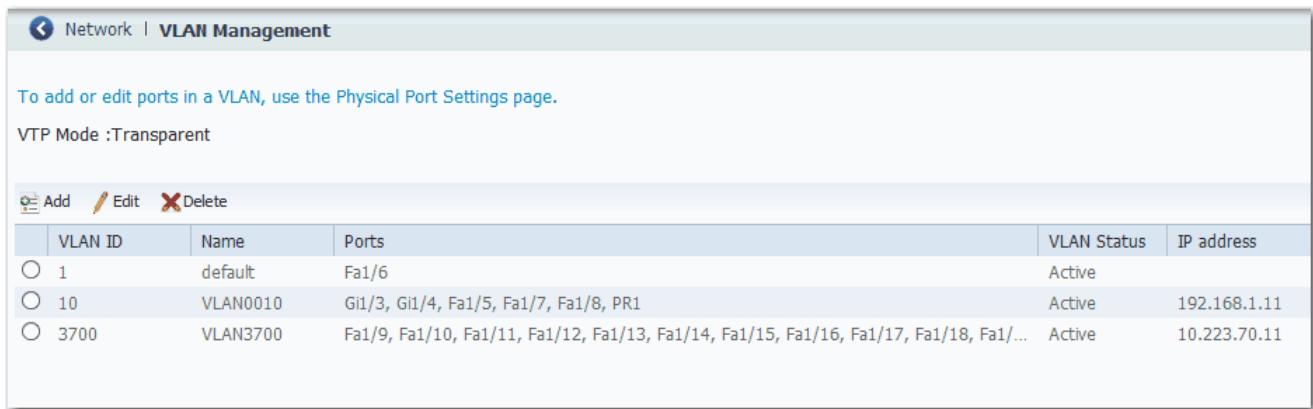 Network | VLAN Management
To add or edit ports in a VLAN, use the Physical Port Settings page.
VTP Mode :Transparent
Add Edit Delete
VLAN ID Name Ports VLAN Status IP address
1 default Fa1/6 Active
10 VLAN0010 Gi1/3, Gi1/4, Fa1/5, Fa1/7, Fa1/8, PR1 Active 192.168.1.11
3700 VLAN3700 Fa1/9, Fa1/10, Fa1/11, Fa1/12, Fa1/13, Fa1/14, Fa1/15, Fa1/16, Fa1/17, Fa1/18, Fa1/... Active 10.223.70.11